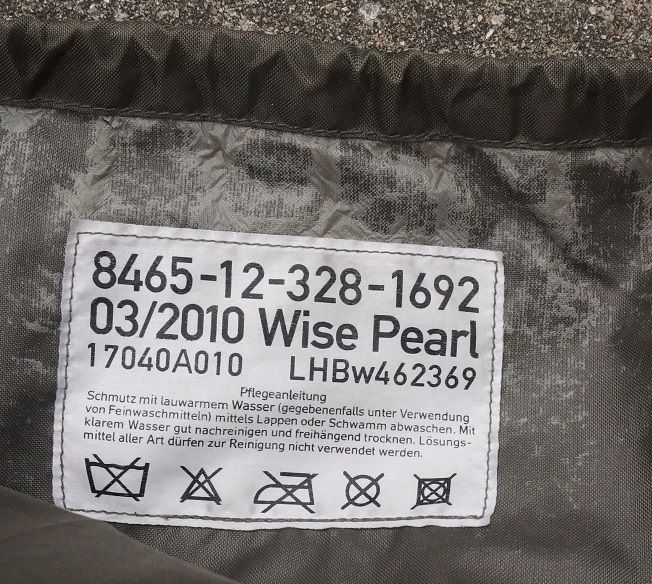 8465-12-328-1692
03/2010 Wise Pearl
17040A010 LHBw462369
Pflegeanleitung
Schmutz mit lauwarmem Wasser (gegebenenfalls unter Verwendung
von Feinwaschmitteln) mittels Lappen oder Schwamm abwaschen. Mit
klarem Wasser gut nachreinigen und freihängend trocknen. Lösungs-
mittel aller Art dürfen zur Reinigung nicht verwendet werden.